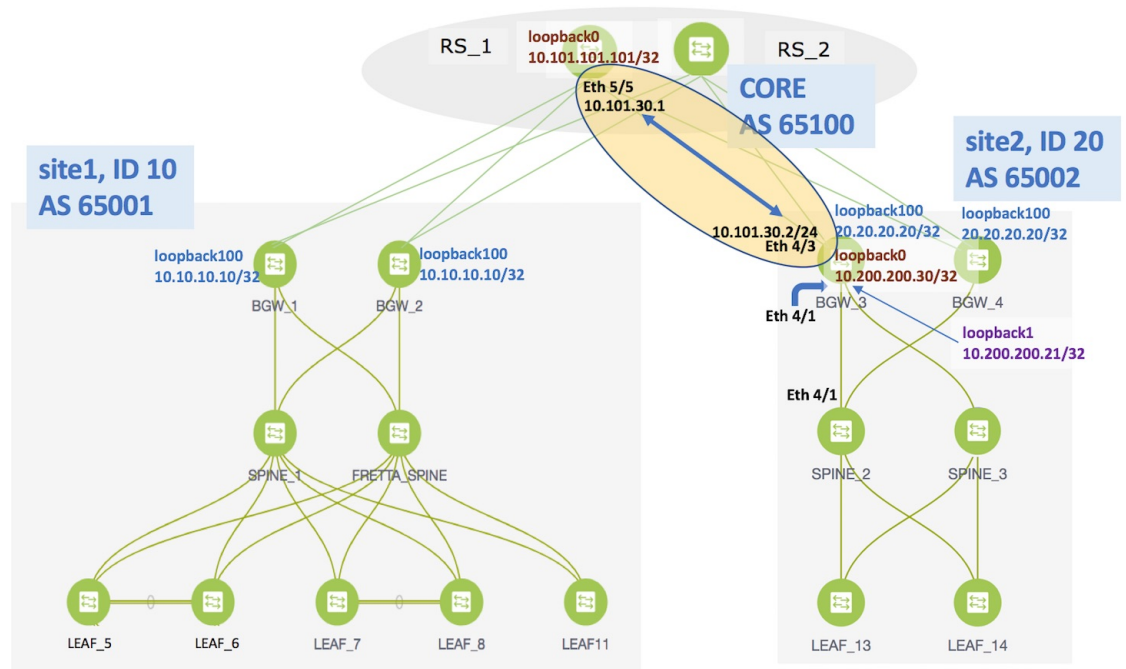 RS_1
loopback0
10.101.101.101/32
RS_2
Eth 5/5
10.101.30.1
CORE
AS 65100
site1, ID 10
AS 65001
site2, ID 20
AS 65002
loopback100
10.10.10.10/32
loopback100
10.10.10.10/32
10.101.30.2/24
Eth 4/3
loopback100
20.20.20.20/32
loopback100
20.20.20.20/32
loopback0
10.200.200.30/32
BGW_1
BGW_2
BGW_3
BGW_4
Eth 4/1
loopback1
10.200.200.21/32
Eth 4/1
SPINE_1
FRETTA_SPINE
SPINE_2
SPINE_3
LEAF_5
LEAF_6
LEAF_7
LEAF_8
LEAF11
LEAF_13
LEAF_14